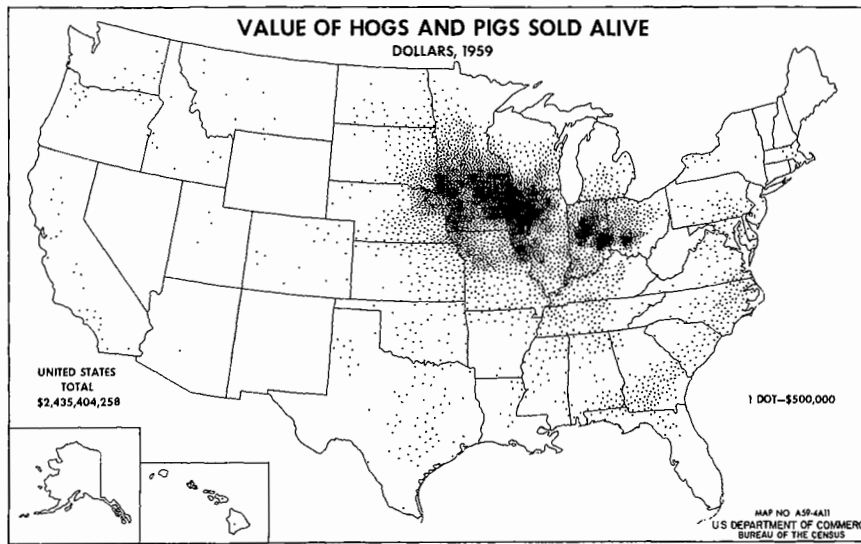 VALUE OF HOGS AND PIGS SOLD ALIVE
DOLLARS, 1959
UNITED STATES
TOTAL
$2,435,404,258
1 DOT—$500,000
MAP NO A59-4A11
U S DEPARTMENT OF COMMERC
BUREAU OF THE CENSUS